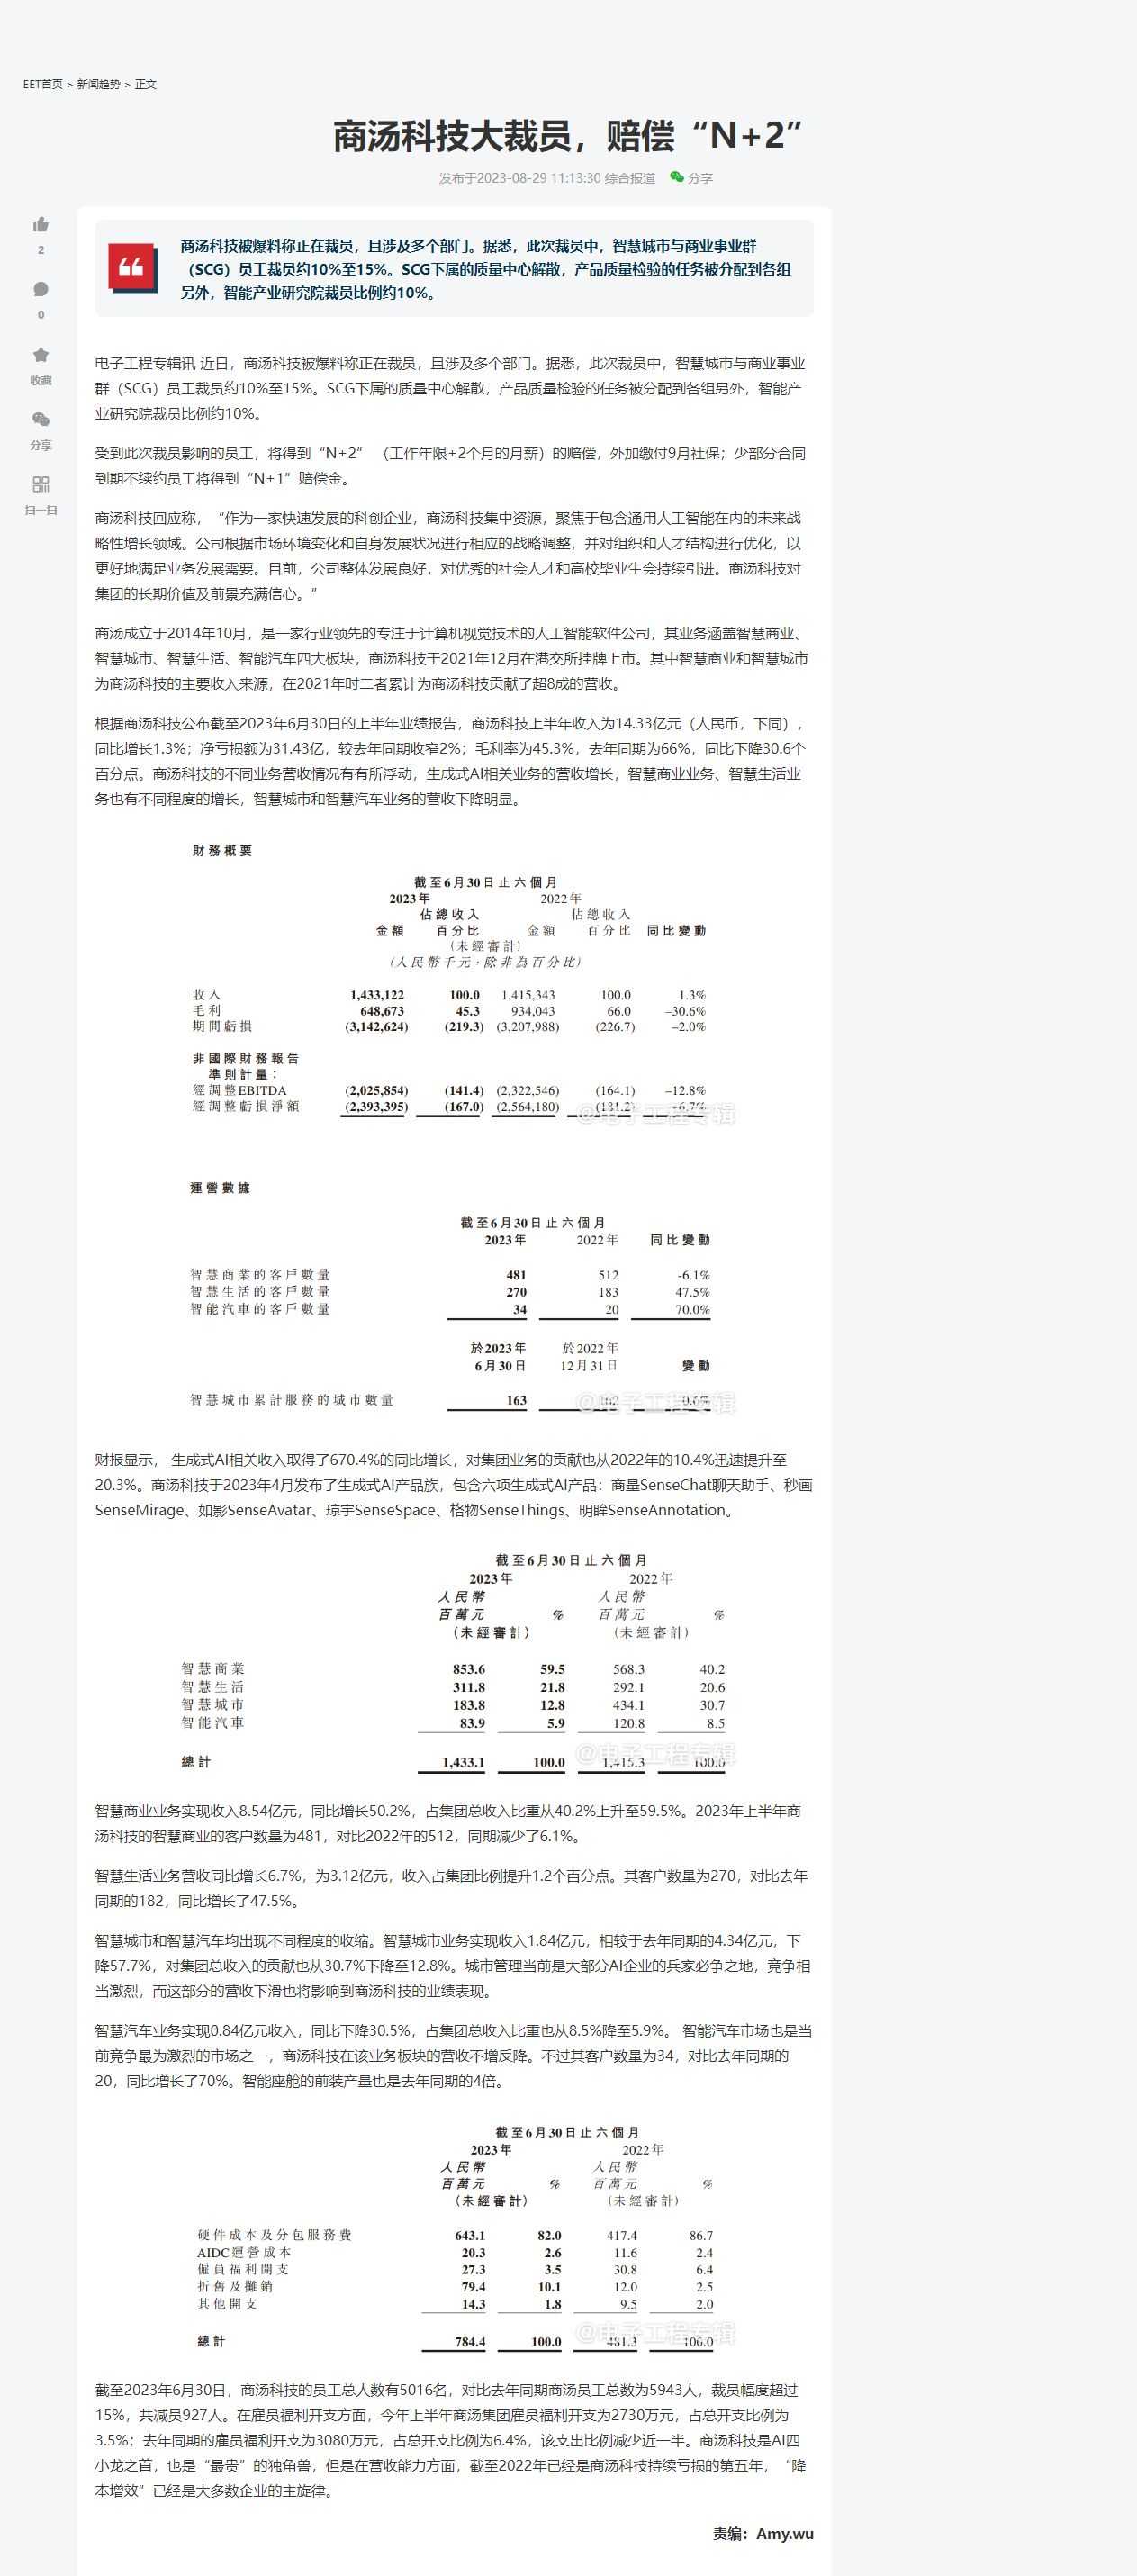 EET首页 > 新闻趋势 > 正文
商汤科技大裁员，赔偿“N+2”
发布于2023-08-29 11:13:30 综合报道 分享
2
0
收藏
分享
扫一扫
商汤科技被爆料称正在裁员，且涉及多个部门。据悉，此次裁员中，智慧城市与商业事业群
（SCG）员工裁员约10%至15%。SCG下属的质量中心解散，产品质量检验的任务被分配到各组
另外，智能产业研究院裁员比例约10%。
电子工程专辑讯 近日，商汤科技被爆料称正在裁员，且涉及多个部门。据悉，此次裁员中，智慧城市与商业事业
群（SCG）员工裁员约10%至15%。SCG下属的质量中心解散，产品质量检验的任务被分配到各组另外，智能产
业研究院裁员比例约10%。
受到此次裁员影响的员工，将得到“N+2” （工作年限+2个月的月薪）的赔偿，外加缴付9月社保；少部分合同
到期不续约员工将得到“N+1”赔偿金。
商汤科技回应称，“作为一家快速发展的科创企业，商汤科技集中资源，聚焦于包含通用人工智能在内的未来战
略性增长领域。公司根据市场环境变化和自身发展状况进行相应的战略调整，并对组织和人才结构进行优化，以
更好地满足业务发展需要。目前，公司整体发展良好，对优秀的社会人才和高校毕业生会持续引进。商汤科技对
集团的长期价值及前景充满信心。”
商汤成立于2014年10月，是一家行业领先的专注于计算机视觉技术的人工智能软件公司，其业务涵盖智慧商业、
智慧城市、智慧生活、智能汽车四大板块，商汤科技于2021年12月在港交所挂牌上市。其中智慧商业和智慧城市
为商汤科技的主要收入来源，在2021年时二者累计为商汤科技贡献了超8成的营收。
根据商汤科技公布截至2023年6月30日的上半年业绩报告，商汤科技上半年收入为14.33亿元（人民币，下同），
同比增长1.3%；净亏损额为31.43亿，较去年同期收窄2%；毛利率为45.3%，去年同期为66%，同比下降30.6个
百分点。商汤科技的不同业务营收情况有有所浮动，生成式AI相关业务的营收增长，智慧商业业务、智慧生活业
务也有不同程度的增长，智慧城市和智慧汽车业务的营收下降明显。
財務概要
截至6月30日止六個月
2023年 2022年
佔總收入 佔總收入
金額 百分比 金額 百分比 同比變動
(未經審計)
(人民幣千元，除非為百分比)
收入 1,433,122 100.0 1,415,343 100.0 1.3%
毛利 648,673 45.3 934,043 66.0 –30.6%
期間虧損 (3,142,624) (219.3) (3,207,988) (226.7) –2.0%
非國際財務報告
準則計量：
經調整EBITDA (2,025,854) (141.4) (2,322,546) (164.1) –12.8%
經調整虧損淨額 (2,393,395) (167.0) (2,564,180) (181.2) –6.7%
@电子工程专辑
運營數據
截至6月30日止六個月
2023年 2022年 同比變動
智慧商業的客戶數量 481 512 -6.1%
智慧生活的客戶數量 270 183 47.5%
智能汽車的客戶數量 34 20 70.0%
於2023年 於2022年
6月30日 12月31日 變動
智慧城市累計服務的城市數量 163 162 0.6%
@电子工程专辑
财报显示， 生成式AI相关收入取得了670.4%的同比增长，对集团业务的贡献也从2022年的10.4%迅速提升至
20.3%。商汤科技于2023年4月发布了生成式AI产品族，包含六项生成式AI产品：商量SenseChat聊天助手、秒画
SenseMirage、如影SenseAvatar、琼宇SenseSpace、格物SenseThings、明眸SenseAnnotation。
截至6月30日止六個月
2023年 2022年
人民幣 人民幣
百萬元 % 百萬元 %
（未經審計） （未經審計）
智慧商業 853.6 59.5 568.3 40.2
智慧生活 311.8 21.8 292.1 20.6
智慧城市 183.8 12.8 434.1 30.7
智能汽車 83.9 5.9 120.8 8.5
總計 1,433.1 100.0 1,415.3 100.0
@电子工程专辑
智慧商业业务实现收入8.54亿元，同比增长50.2%，占集团总收入比重从40.2%上升至59.5%。2023年上半年商
汤科技的智慧商业的客户数量为481，对比2022年的512，同期减少了6.1%。
智慧生活业务营收同比增长6.7%，为3.12亿元，收入占集团比例提升1.2个百分点。其客户数量为270，对比去年
同期的182，同比增长了47.5%。
智慧城市和智慧汽车均出现不同程度的收缩。智慧城市业务实现收入1.84亿元，相较于去年同期的4.34亿元，下
降57.7%，对集团总收入的贡献也从30.7%下降至12.8%。城市管理当前是大部分AI企业的兵家必争之地，竞争相
当激烈，而这部分的营收下滑也将影响到商汤科技的业绩表现。
智慧汽车业务实现0.84亿元收入，同比下降30.5%，占集团总收入比重也从8.5%降至5.9%。 智能汽车市场也是当
前竞争最为激烈的市场之一，商汤科技在该业务板块的营收不增反降。不过其客户数量为34，对比去年同期的
20，同比增长了70%。智能座舱的前装产量也是去年同期的4倍。
截至6月30日止六個月
2023年 2022年
人民幣 人民幣
百萬元 % 百萬元 %
（未經審計） （未經審計）
硬件成本及分包服務費 643.1 82.0 417.4 86.7
AIDC運營成本 20.3 2.6 11.6 2.4
僱員福利開支 27.3 3.5 30.8 6.4
折舊及攤銷 79.4 10.1 12.0 2.5
其他開支 14.3 1.8 9.5 2.0
總計 784.4 100.0 481.3 100.0
@电子工程专辑
截至2023年6月30日，商汤科技的员工总人数有5016名，对比去年同期商汤员工总数为5943人，裁员幅度超过
15%，共减员927人。在雇员福利开支方面，今年上半年商汤集团雇员福利开支为2730万元，占总开支比例为
3.5%；去年同期的雇员福利开支为3080万元，占总开支比例为6.4%，该支出比例减少近一半。商汤科技是AI四
小龙之首，也是“最贵”的独角兽，但是在营收能力方面，截至2022年已经是商汤科技持续亏损的第五年，“降
本增效”已经是大多数企业的主旋律。
责编：Amy.wu